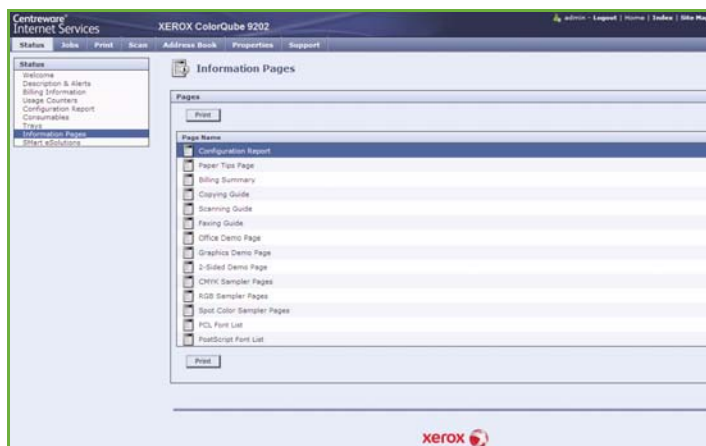 Centreware®
Internet Services
XEROX ColorQube 9202
admin - Logout | Home | Index | Site Map
Status Jobs Print Scan Address Book Properties Support
Status
Welcome
Description & Alerts
Billing Information
Usage Counters
Configuration Report
Consumables
Trays
Information Pages
SMart eSolutions
Information Pages
Pages
Print
Page Name
Configuration Report
Paper Tips Page
Billing Summary
Copying Guide
Scanning Guide
Faxing Guide
Office Demo Page
Graphics Demo Page
2-Sided Demo Page
CMYK Sampler Pages
RGB Sampler Pages
Spot Color Sampler Pages
PCL Font List
PostScript Font List
Print
xerox